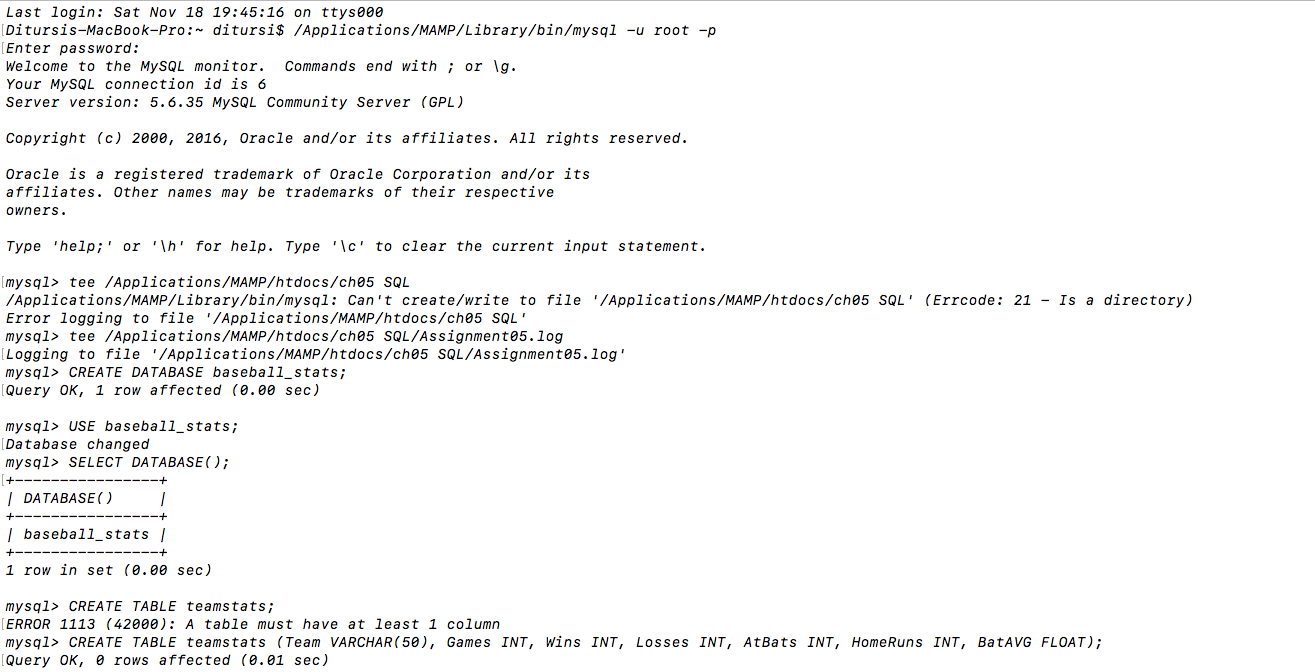 Last login: Sat Nov 18 19:45:16 on ttys000
Ditursis-MacBook-Pro:~ ditursi$ /Applications/MAMP/Library/bin/mysql -u root -p
Enter password:
Welcome to the MySQL monitor.  Commands end with ; or \g.
Your MySQL connection id is 6
Server version: 5.6.35 MySQL Community Server (GPL)

Copyright (c) 2000, 2016, Oracle and/or its affiliates. All rights reserved.

Oracle is a registered trademark of Oracle Corporation and/or its
affiliates. Other names may be trademarks of their respective
owners.

Type 'help;' or '\h' for help. Type '\c' to clear the current input statement.

mysql> tee /Applications/MAMP/htdocs/ch05 SQL
/Applications/MAMP/Library/bin/mysql: Can't create/write to file '/Applications/MAMP/htdocs/ch05 SQL' (Errcode: 21 - Is a directory)
Error logging to file '/Applications/MAMP/htdocs/ch05 SQL'
mysql> tee /Applications/MAMP/htdocs/ch05 SQL/Assignment05.log
Logging to file '/Applications/MAMP/htdocs/ch05 SQL/Assignment05.log'
mysql> CREATE DATABASE baseball_stats;
Query OK, 1 row affected (0.00 sec)

mysql> USE baseball_stats;
Database changed
mysql> SELECT DATABASE();
+----------------+
| DATABASE()     |
+----------------+
| baseball_stats |
+----------------+
1 row in set (0.00 sec)

mysql> CREATE TABLE teamstats;
ERROR 1113 (42000): A table must have at least 1 column
mysql> CREATE TABLE teamstats (Team VARCHAR(50), Games INT, Wins INT, Losses INT, AtBats INT, HomeRuns INT, BatAVG FLOAT);
Query OK, 0 rows affected (0.01 sec)